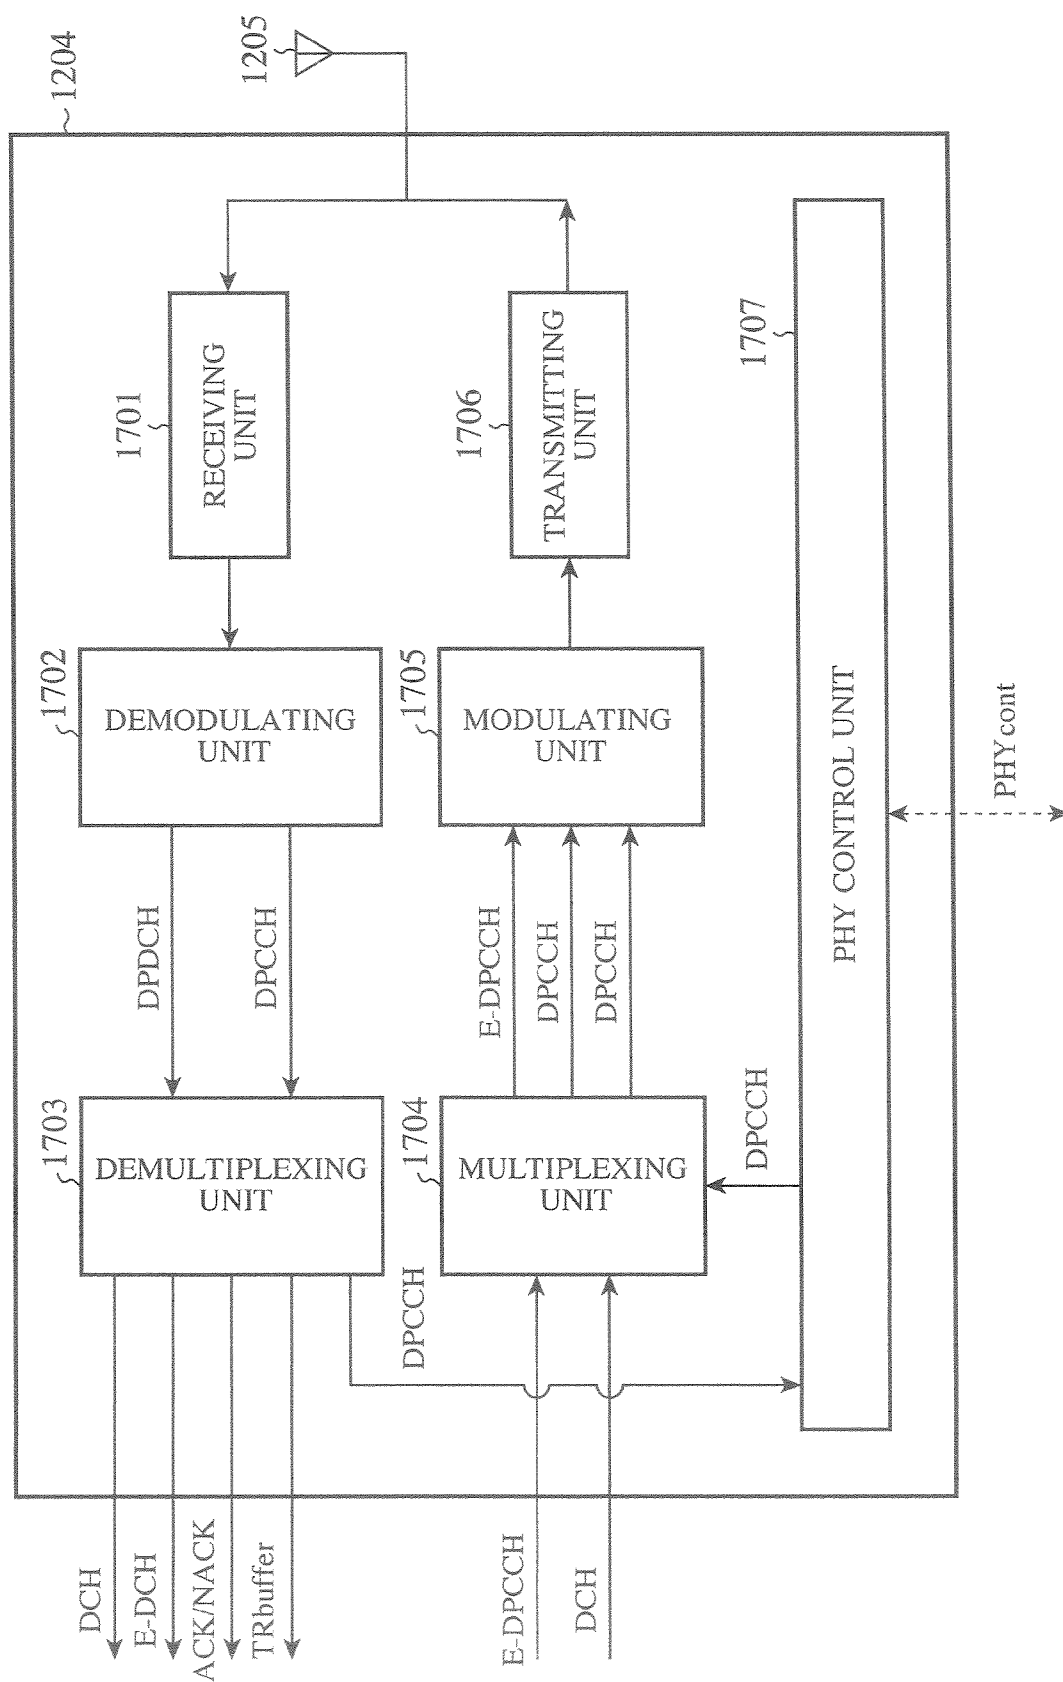 1204
1205
1701
RECEIVING
UNIT
1706
TRANSMITTING
UNIT
1707
PHY CONTROL UNIT
1702
DEMODULATING
UNIT
1705
MODULATING
UNIT
DPDCH
DPCCH
E-DPCCH
DPCCH
DPCCH
1703
DEMULTIPLEXING
UNIT
1704
MULTIPLEXING
UNIT
DPCCH
DPCCH
DCH
E-DCH
ACK/NACK
TRbuffer
E-DPCCH
DCH
PHYcont